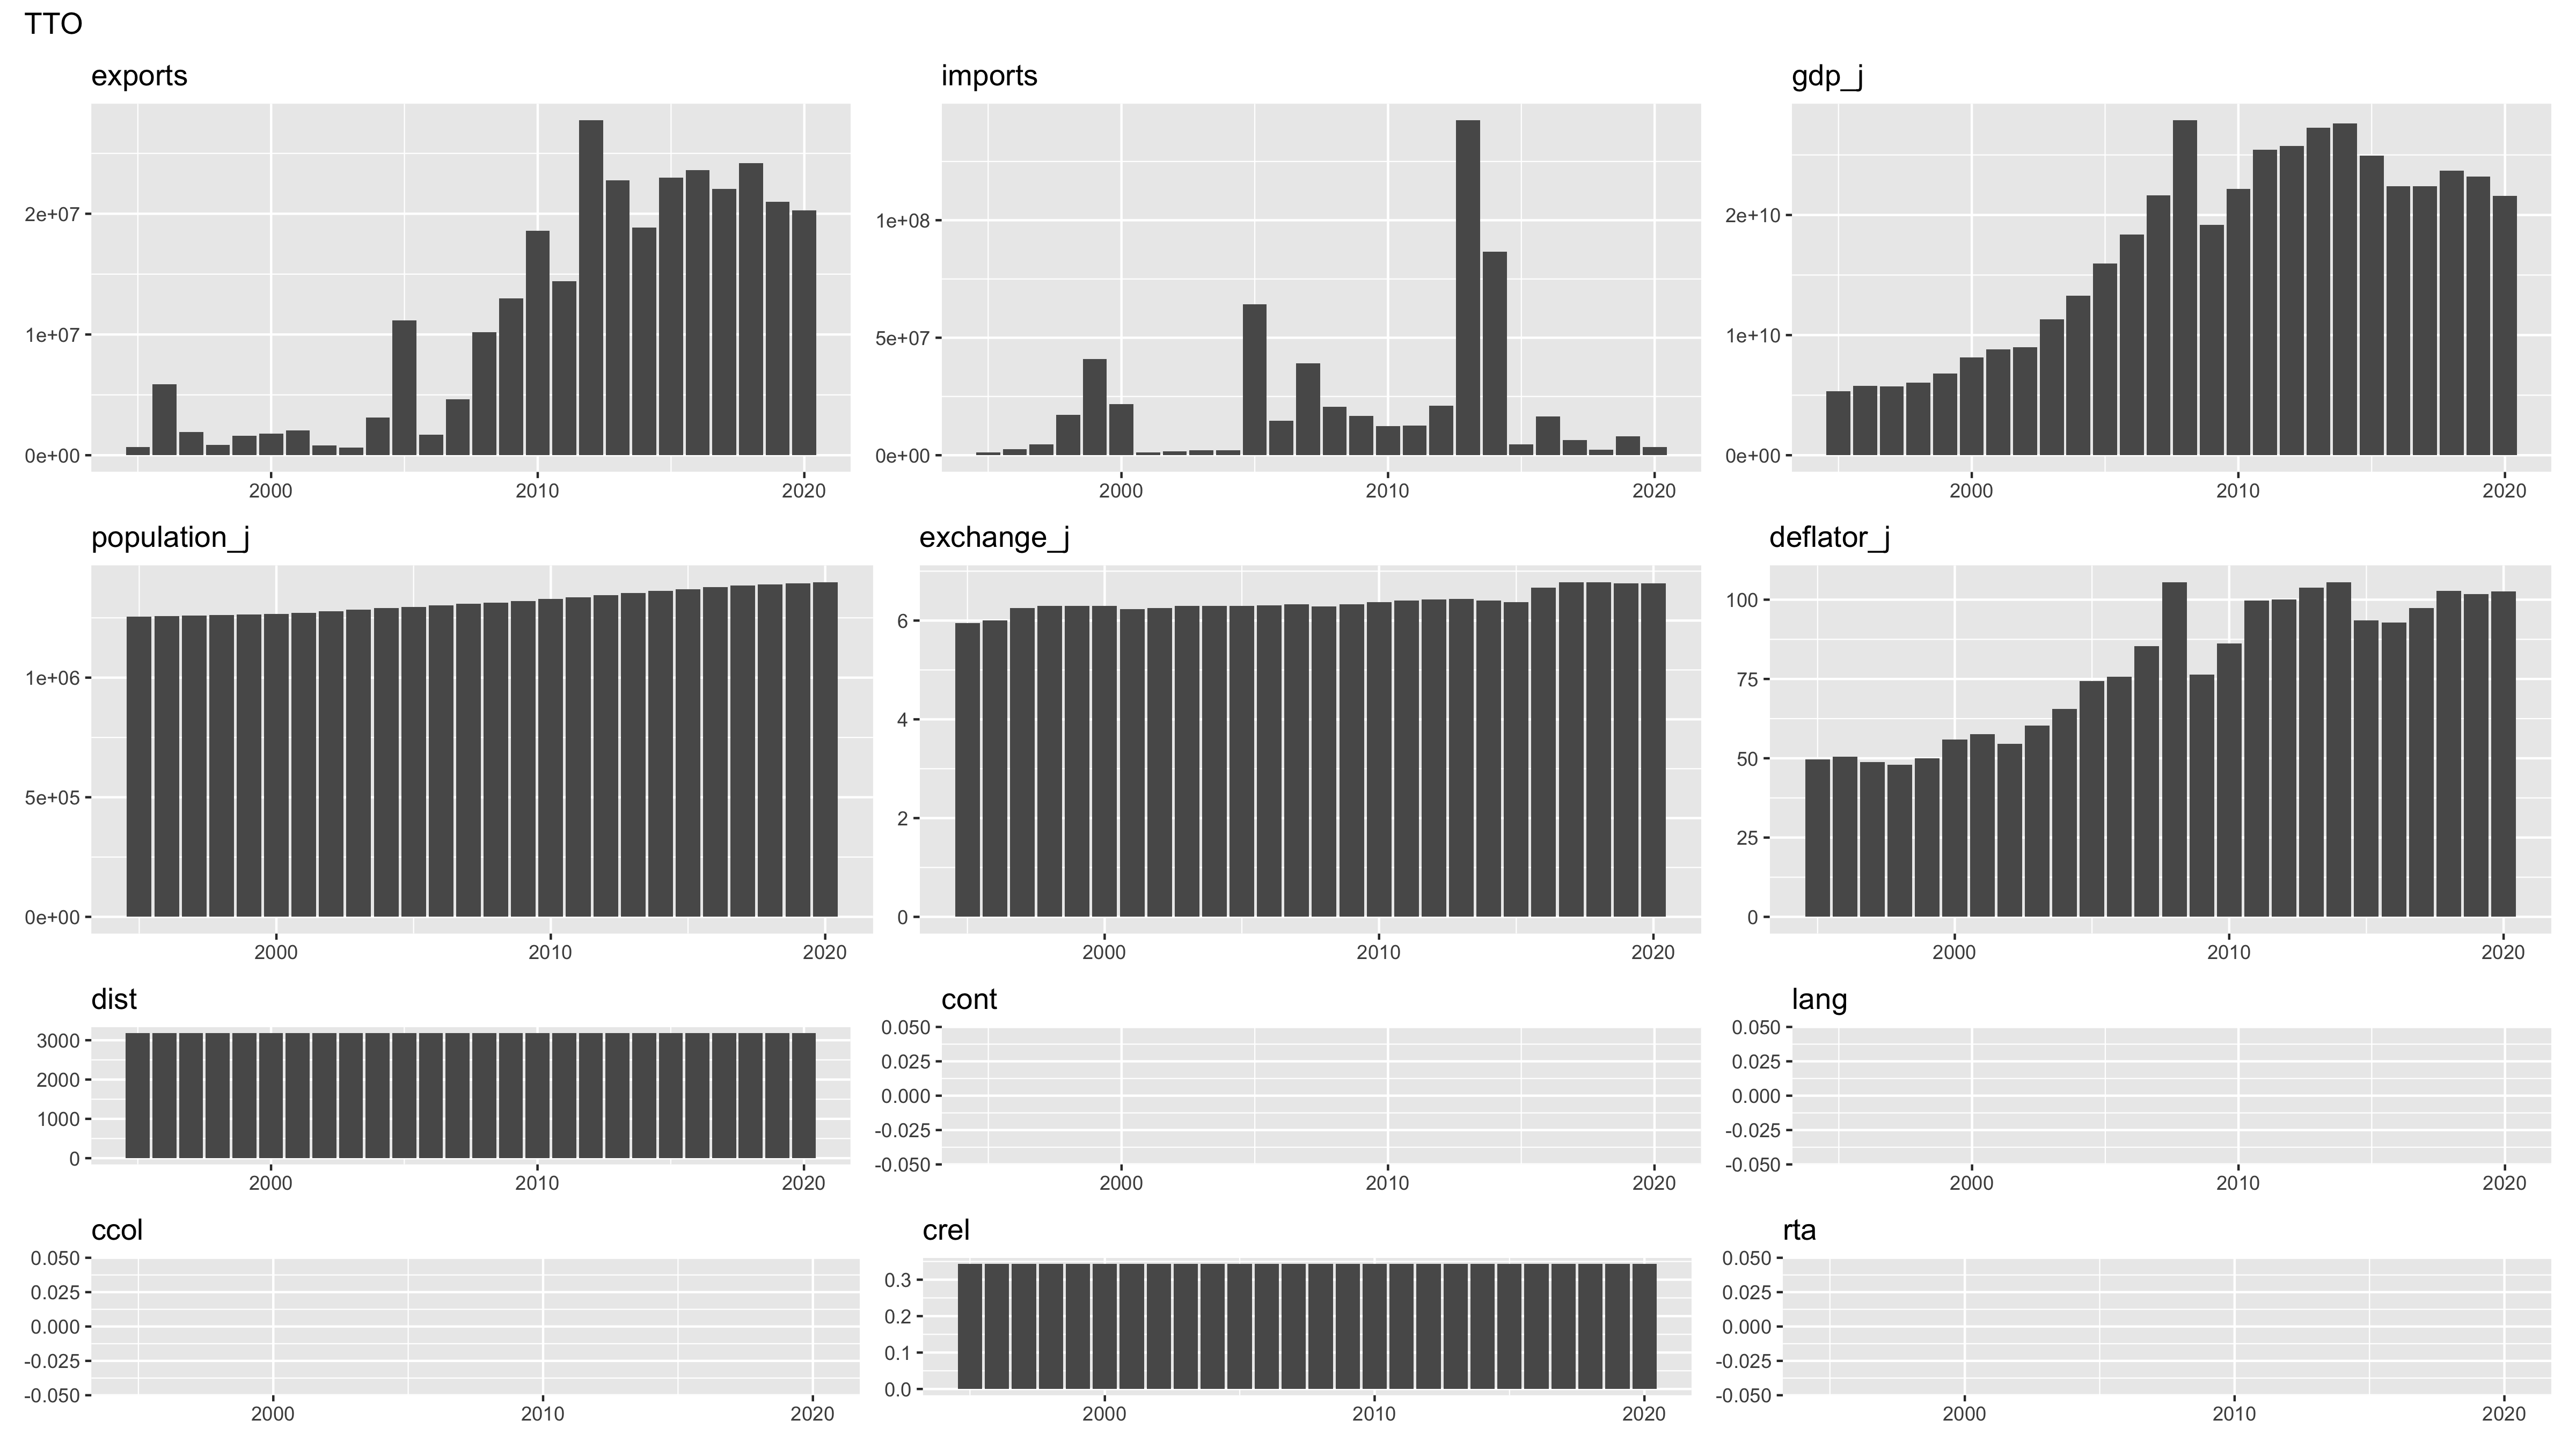 TTO
exports
2e+07
1e+07
0e+00
2000 2010 2020
imports
1e+08
5e+07
0e+00
2000 2010 2020
gdp_j
2e+10
1e+10
0e+00
2000 2010 2020
population_j
1e+06
5e+05
0e+00
2000 2010 2020
exchange_j
6
4
2
0
2000 2010 2020
deflator_j
100
75
50
25
0
2000 2010 2020
dist
3000
2000
1000
0
2000 2010 2020
cont
0.050
0.025
0.000
-0.025
-0.050
2000 2010 2020
lang
0.050
0.025
0.000
-0.025
-0.050
2000 2010 2020
ccol
0.050
0.025
0.000
-0.025
-0.050
2000 2010 2020
crel
0.3
0.2
0.1
0.0
2000 2010 2020
rta
0.050
0.025
0.000
-0.025
-0.050
2000 2010 2020